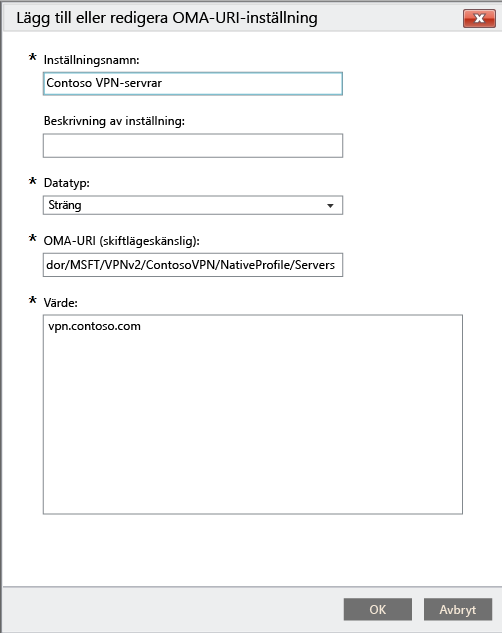 Lägg till eller redigera OMA-URI-inställning
* Inställningsnamn:
Contoso VPN-servrar
Beskrivning av inställning:
* Datatyp:
Sträng
* OMA-URI (skiftlägeskänslig):
dor/MSFT/VPNv2/ContosoVPN/NativeProfile/Servers
* Värde:
vpn.contoso.com
OK
Avbryt